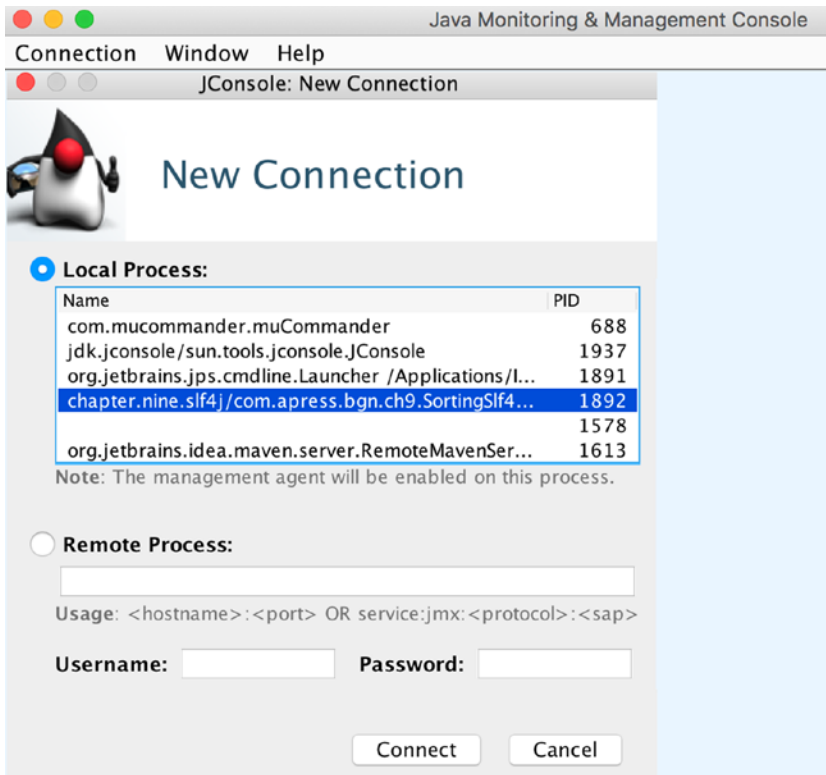 Java Monitoring & Management Console
Connection Window Help
JConsole: New Connection
New Connection
Local Process:
Name PID
com.mucommander.muCommander 688
jdk.jconsole/sun.tools.jconsole.JConsole 1937
org.jetbrains.jps.cmdline.Launcher /Applications/I... 1891
chapter.nine.slf4j/com.apress.bgn.ch9.SortingSlf4... 1892
1578
org.jetbrains.idea.maven.server.RemoteMavenSer... 1613
Note: The management agent will be enabled on this process.
Remote Process:
Usage: <hostname>:<port> OR service:jmx:<protocol>:<sap>
Username: Password:
Connect Cancel